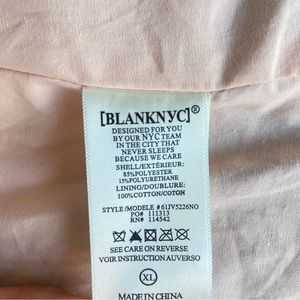 [BLANKNYC]®
DESIGNED FOR YOU
BY OUR NYC TEAM
IN THE CITY THAT
NEVER SLEEPS
BECAUSE WE CARE
SHELL/EXTÉRIEUR:
85%POLYESTER
15%POLYURETHANE
LINING/DOUBLURE:
100%COTTON/COTON
STYLE/MODELE #61JV5226NO
PO# 111313
RN# 114542
SEE CARE ON REVERSE
VOIR INSTRUCTION AU VERSO
XL
MADE IN CHINA